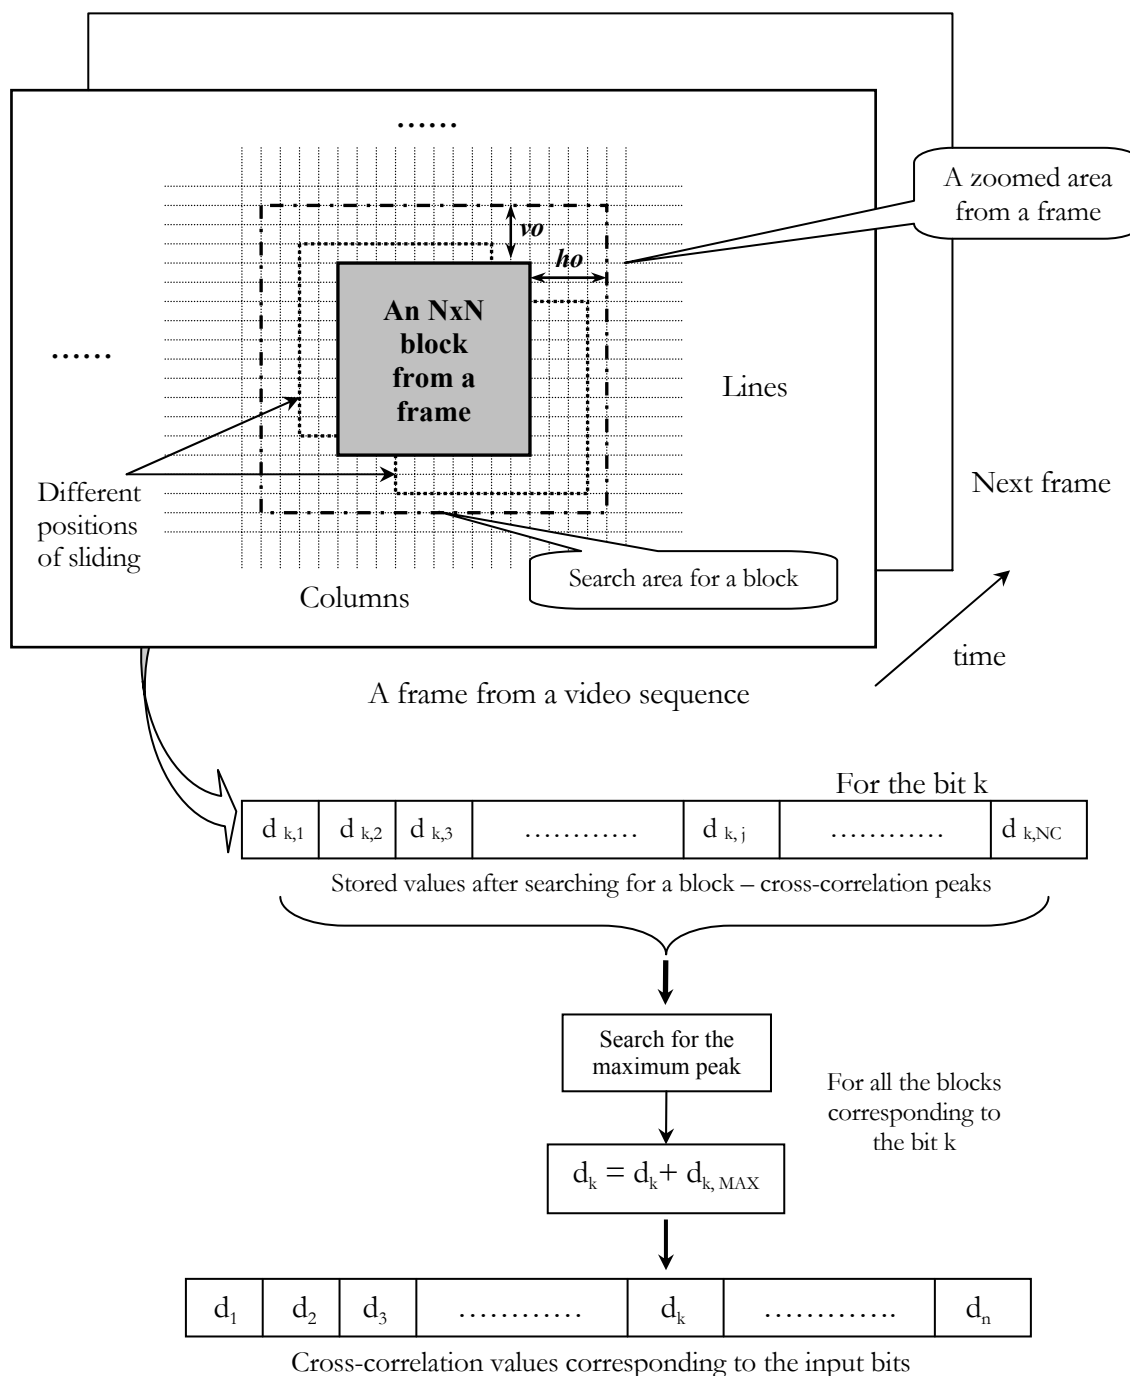 ......
A zoomed area
from a frame
vo
ho
An NxN
block
from a
frame
......
Lines
Different
positions
of sliding
Next frame
Search area for a block
Columns
time
A frame from a video sequence
For the bit k
d k,1 d k,2 d k,3 ………… d k, j ………… d k,NC
Stored values after searching for a block – cross-correlation peaks
Search for the
maximum peak
For all the blocks
corresponding to
the bit k
dk = dk+ dk, MAX
d1 d2 d3 ………… dk …………. dn
Cross-correlation values corresponding to the input bits